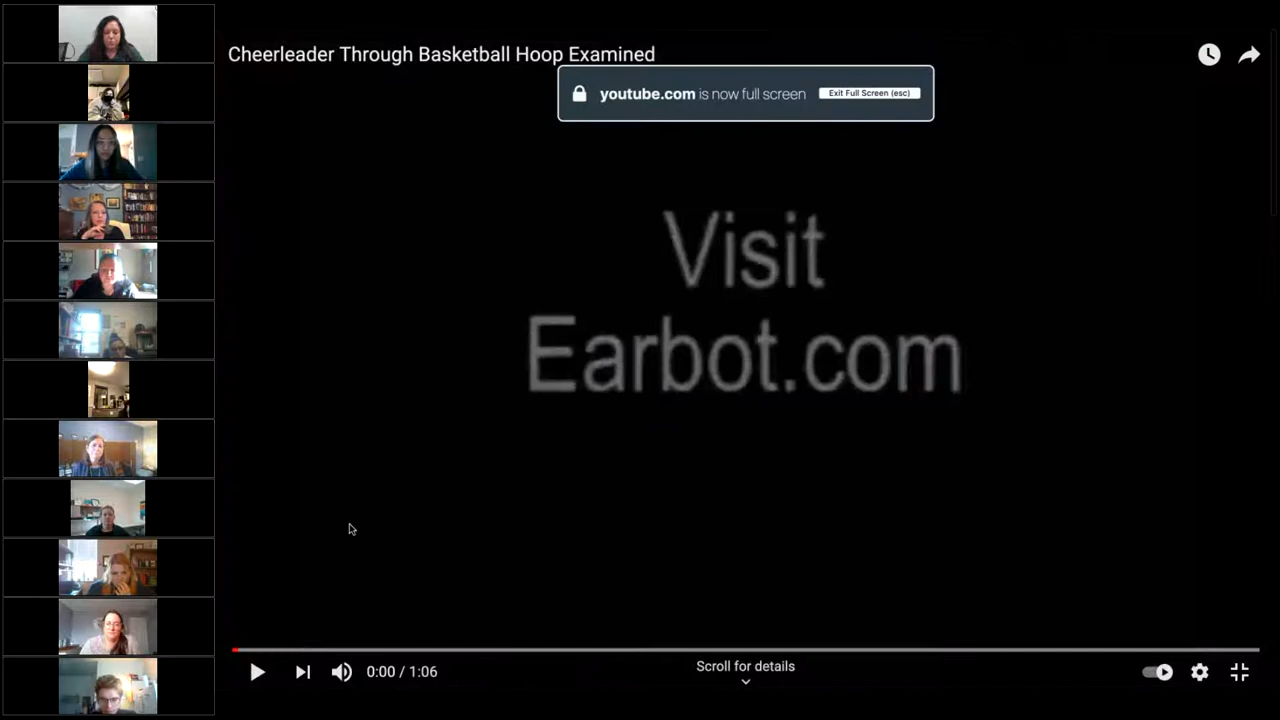 Cheerleader Through Basketball Hoop Examined
youtube.com is now full screen Exit Full Screen (esc)
Visit
Earbot.com
0:00 / 1:06
Scroll for details